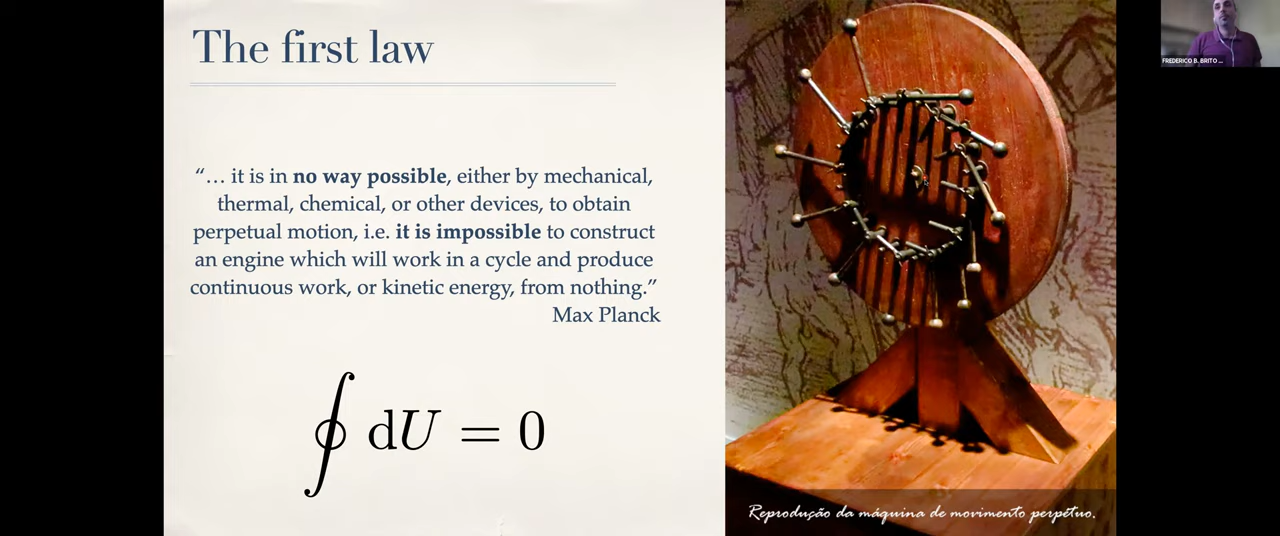 The first law
“… it is in no way possible, either by mechanical,
thermal, chemical, or other devices, to obtain
perpetual motion, i.e. it is impossible to construct
an engine which will work in a cycle and produce
continuous work, or kinetic energy, from nothing.”
Max Planck
∮ dU = 0
Reprodução da máquina de movimento perpétuo.
FREDERICO B. BRITO ...